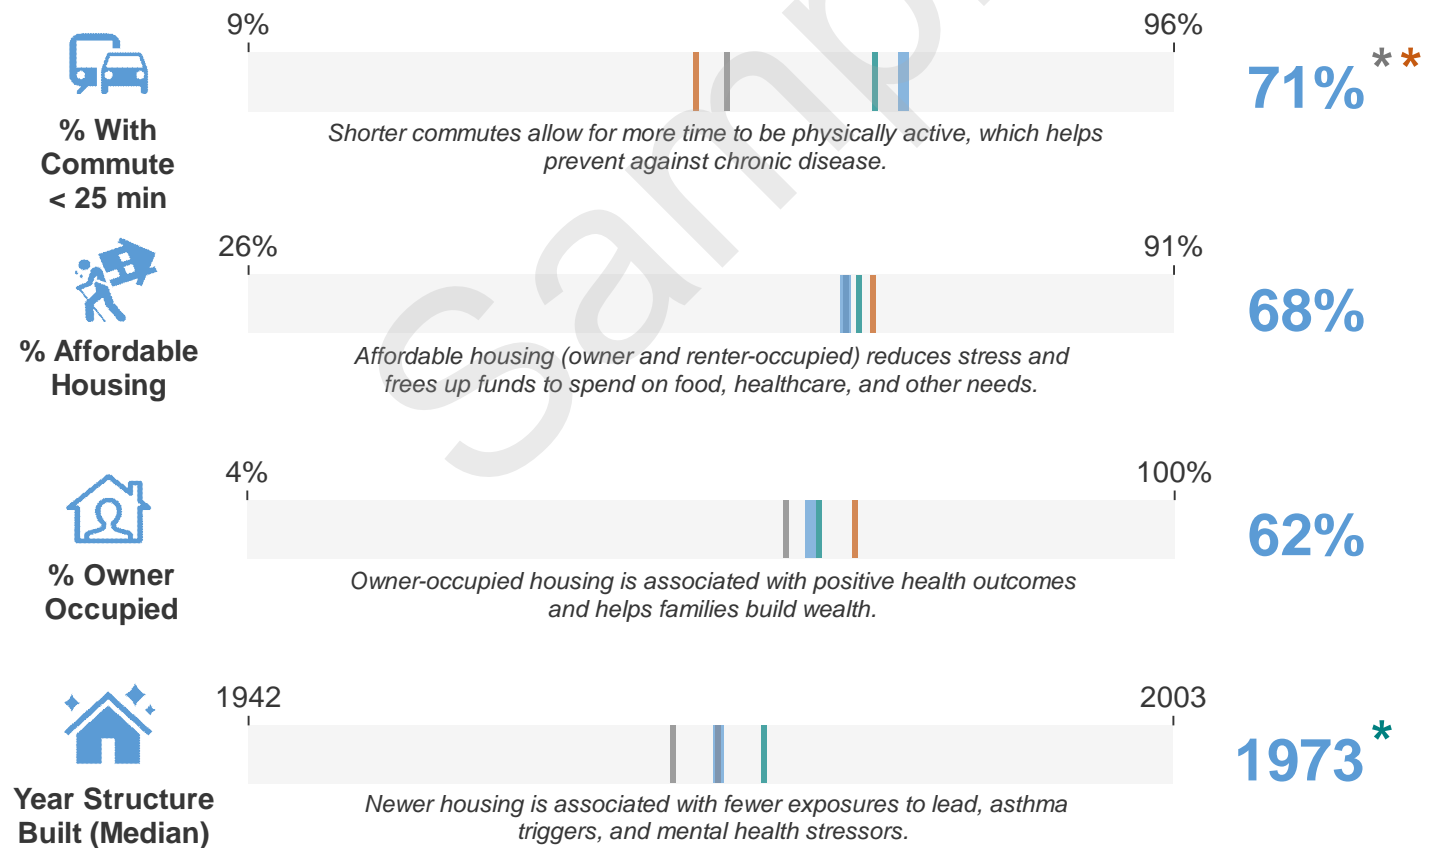 9%
96%
71% **
% With
Commute
< 25 min
Shorter commutes allow for more time to be physically active, which helps
prevent against chronic disease.
26%
91%
68%
% Affordable
Housing
Affordable housing (owner and renter-occupied) reduces stress and
frees up funds to spend on food, healthcare, and other needs.
4%
100%
62%
% Owner
Occupied
Owner-occupied housing is associated with positive health outcomes
and helps families build wealth.
1942
2003
1973*
Year Structure
Built (Median)
Newer housing is associated with fewer exposures to lead, asthma
triggers, and mental health stressors.
Samp